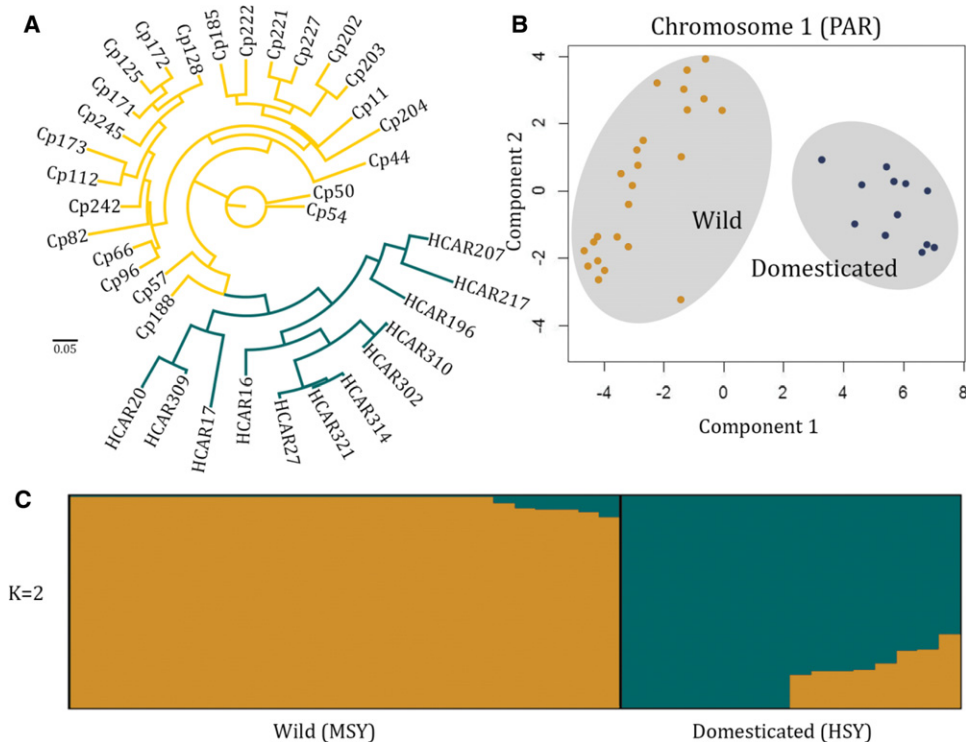 A
Cp173
Cp245
Cp171
Cp125
Cp172
Cp128
Cp185
Cp222
Cp221
Cp227
Cp202
Cp203
Cp11
Cp204
Cp44
Cp50
Cp54
Cp112
Cp242
Cp82
Cp66
Cp96
Cp57
Cp188
HCAR207
HCAR217
HCAR196
HCAR310
HCAR302
HCAR314
HCAR321
HCAR27
HCAR16
HCAR17
HCAR309
HCAR20
0.05
B
Chromosome 1 (PAR)
Component 2
4
2
0
-2
-4
Wild
Domesticated
-4 -2 0 2 4 6 8
Component 1
C
K=2
Wild (MSY)
Domesticated (HSY)